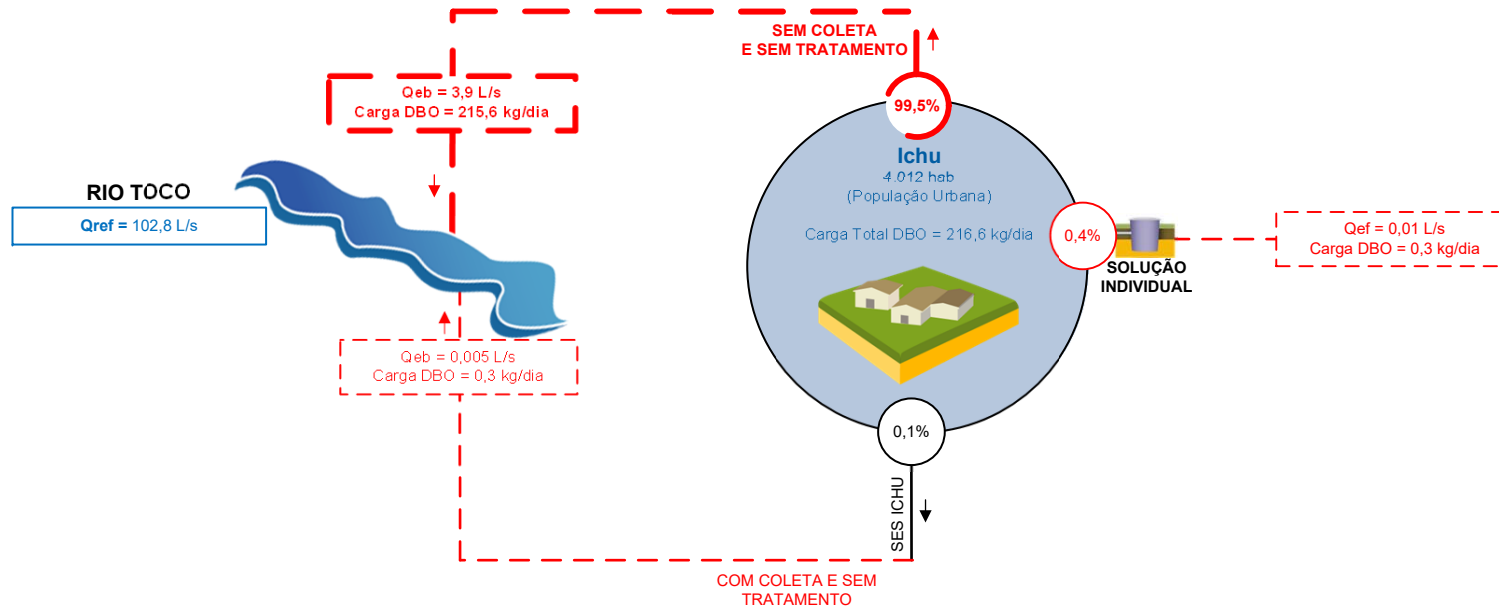 SEM COLETA
E SEM TRATAMENTO
Qeb = 3,9 L/s
Carga DBO = 215,6 kg/dia
99,5%
Ichu
4.012 hab
(População Urbana)
Carga Total DBO = 216,6 kg/dia
RIO TOCO
Qref = 102,8 L/s
0,4%
SOLUÇÃO
INDIVIDUAL
Qef = 0,01 L/s
Carga DBO = 0,3 kg/dia
Qeb = 0,005 L/s
Carga DBO = 0,3 kg/dia
0,1%
SES ICHU
COM COLETA E SEM
TRATAMENTO